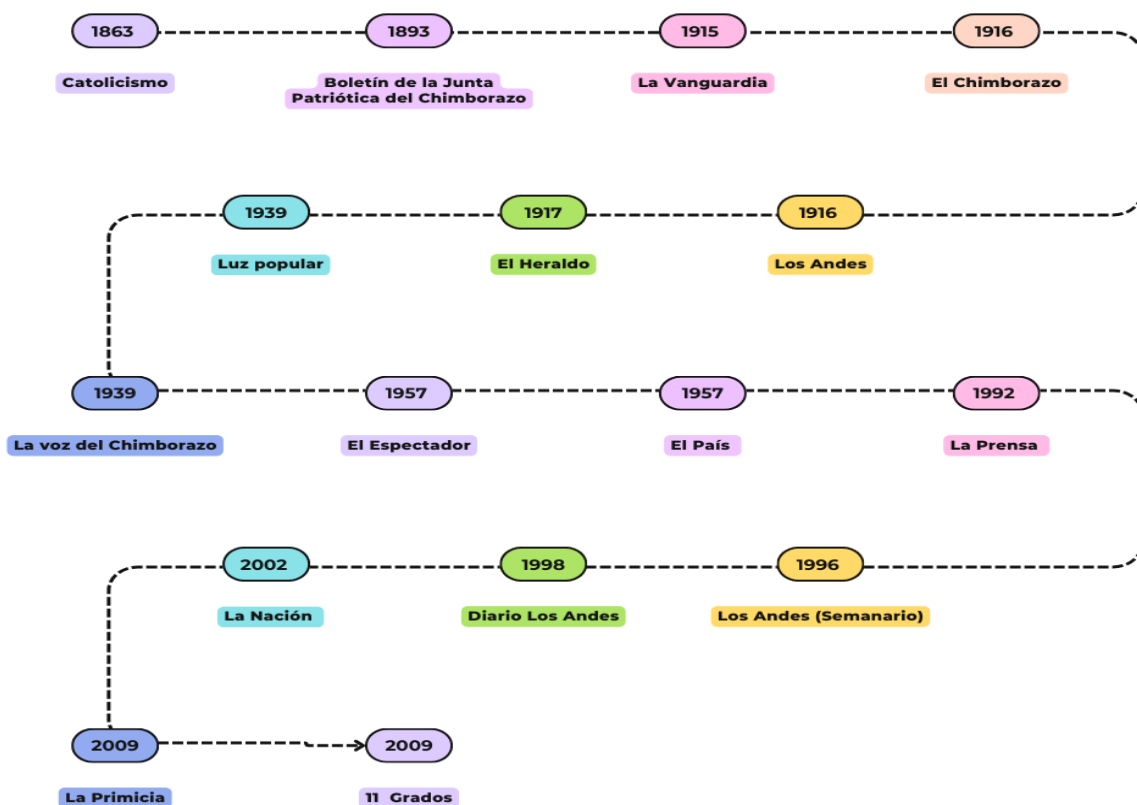 1863
Catolicismo
1893
Boletín de la Junta
Patriótica del Chimborazo
1915
La Vanguardia
1916
El Chimborazo
1916
Los Andes
1917
El Heraldo
1939
Luz popular
1939
La voz del Chimborazo
1957
El Espectador
1957
El País
1992
La Prensa
1996
Los Andes (Semanario)
1998
Diario Los Andes
2002
La Nación
2009
La Primicia
2009
11 Grados